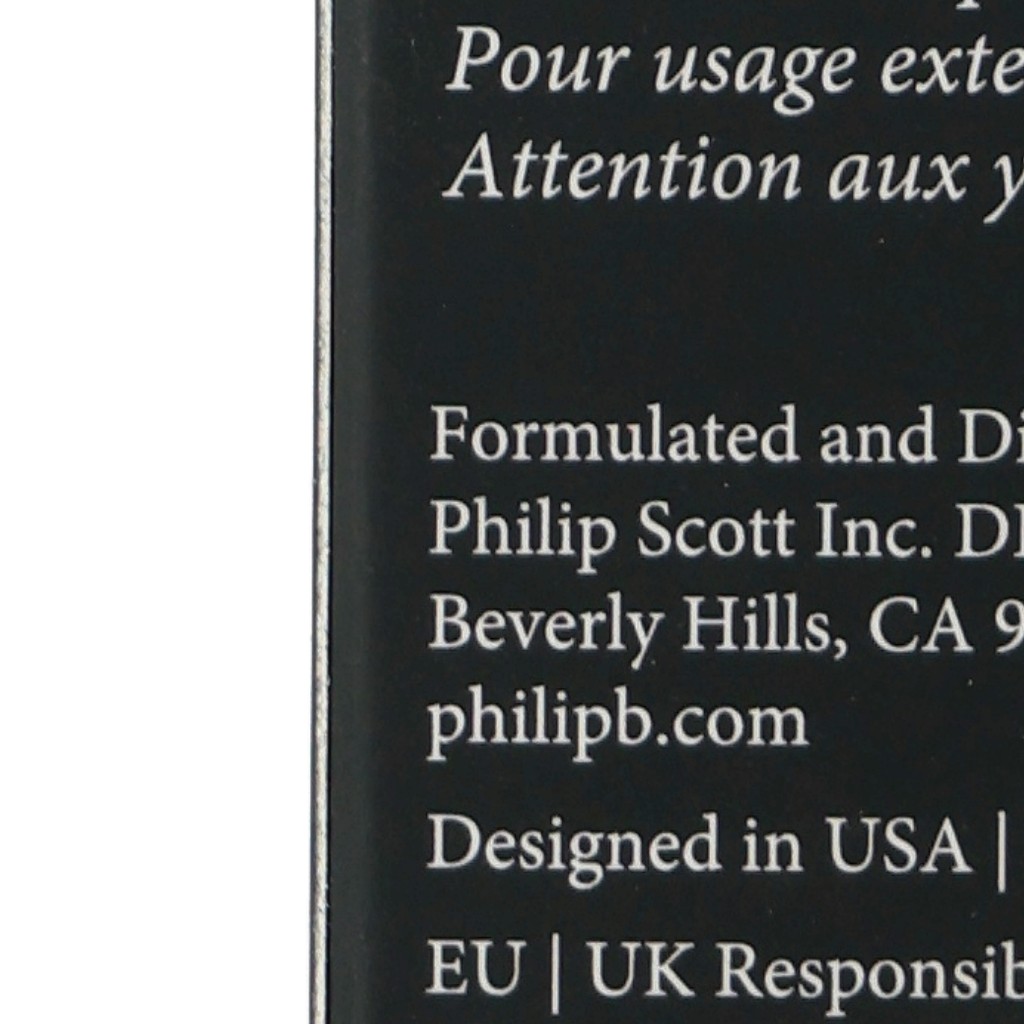 Pour usage exte
Attention aux y
Formulated and Di
Philip Scott Inc. D
Beverly Hills, CA 9
philipb.com
Designed in USA |
EU | UK Responsib